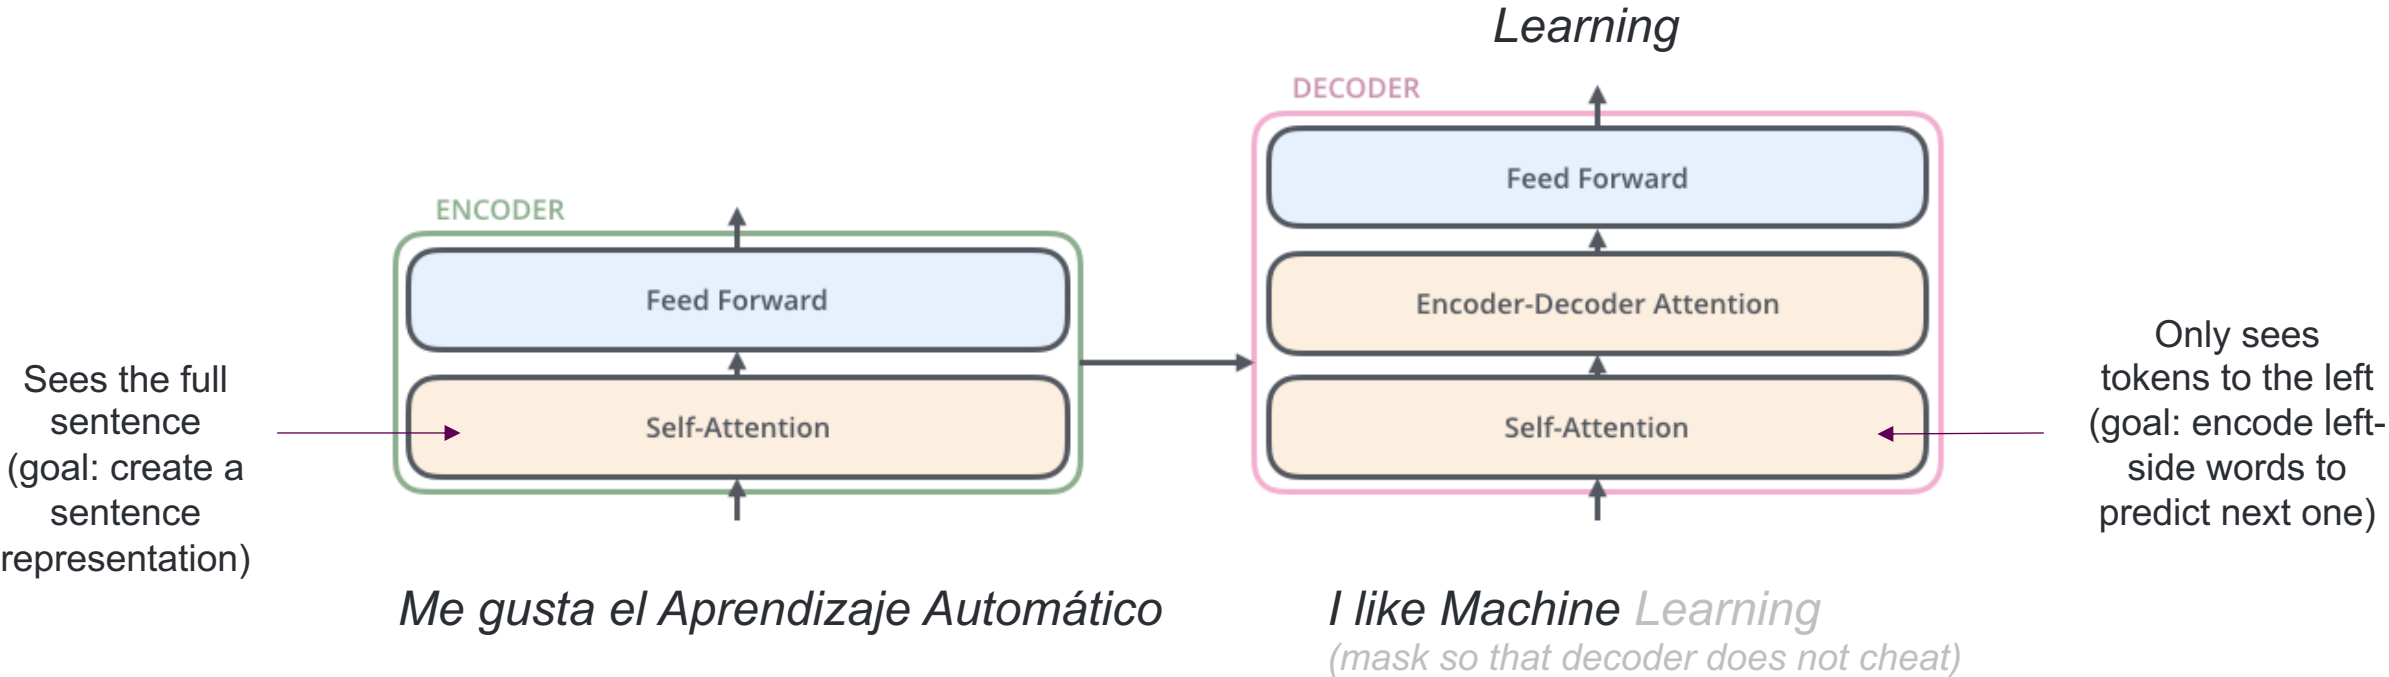 Learning
DECODER
Feed Forward
ENCODER
Feed Forward
Encoder-Decoder Attention
Sees the full
sentence
(goal: create a
sentence
representation)
Self-Attention
Self-Attention
Only sees
tokens to the left
(goal: encode left-
side words to
predict next one)
Me gusta el Aprendizaje Automático
I like Machine Learning
(mask so that decoder does not cheat)